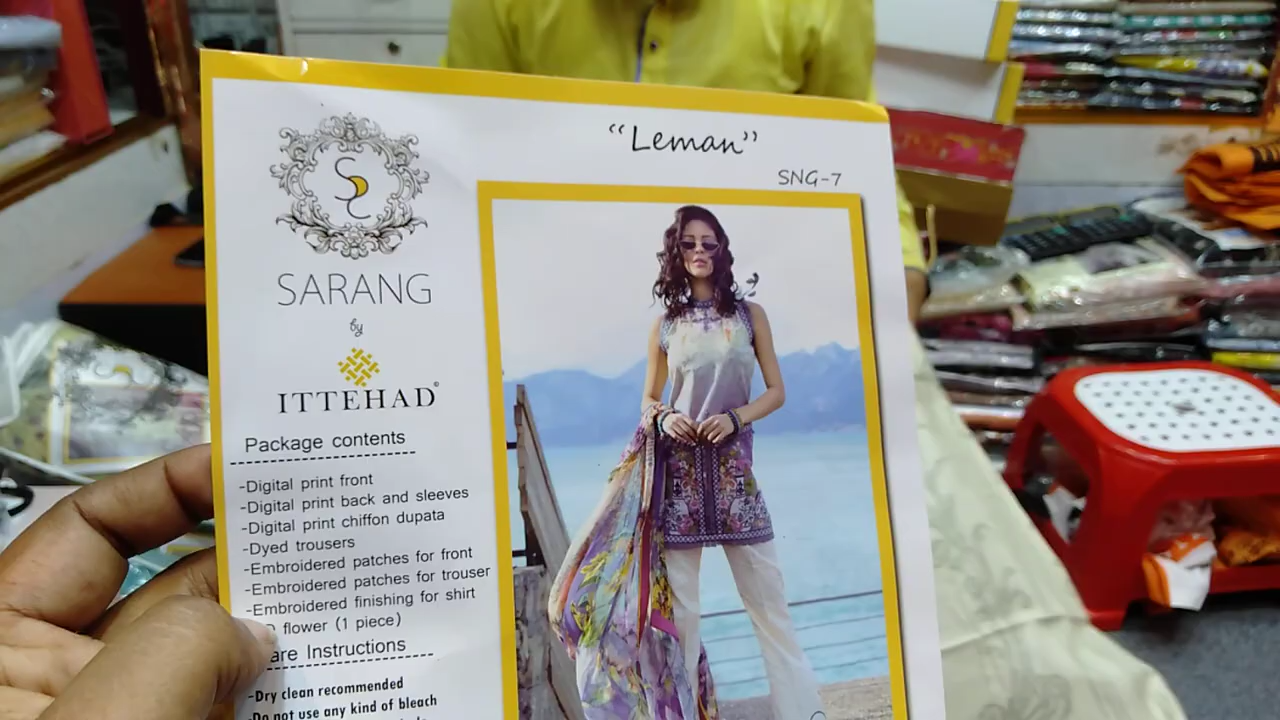 SARANG
by
ITTEHAD
Package contents
-Digital print front
-Digital print back and sleeves
-Digital print chiffon dupata
-Dyed trousers
-Embroidered patches for front
-Embroidered patches for trouser
-Embroidered finishing for shirt
flower (1 piece)
Instructions
-Dry clean recommended
-Do not use any kind of bleach
“Leman”
SNG-7